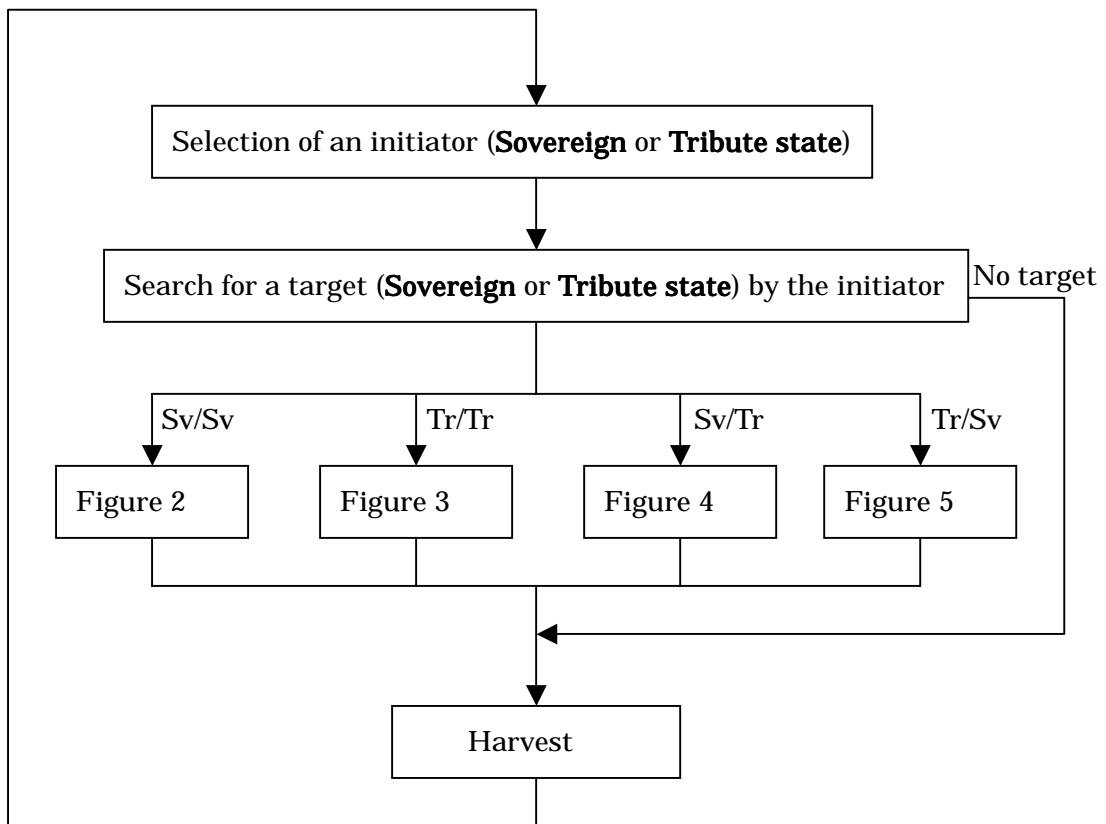 Selection of an initiator (Sovereign or Tribute state)
Search for a target (Sovereign or Tribute state) by the initiator
No target
Sv/Sv
Tr/Tr
Sv/Tr
Tr/Sv
Figure 2
Figure 3
Figure 4
Figure 5
Harvest